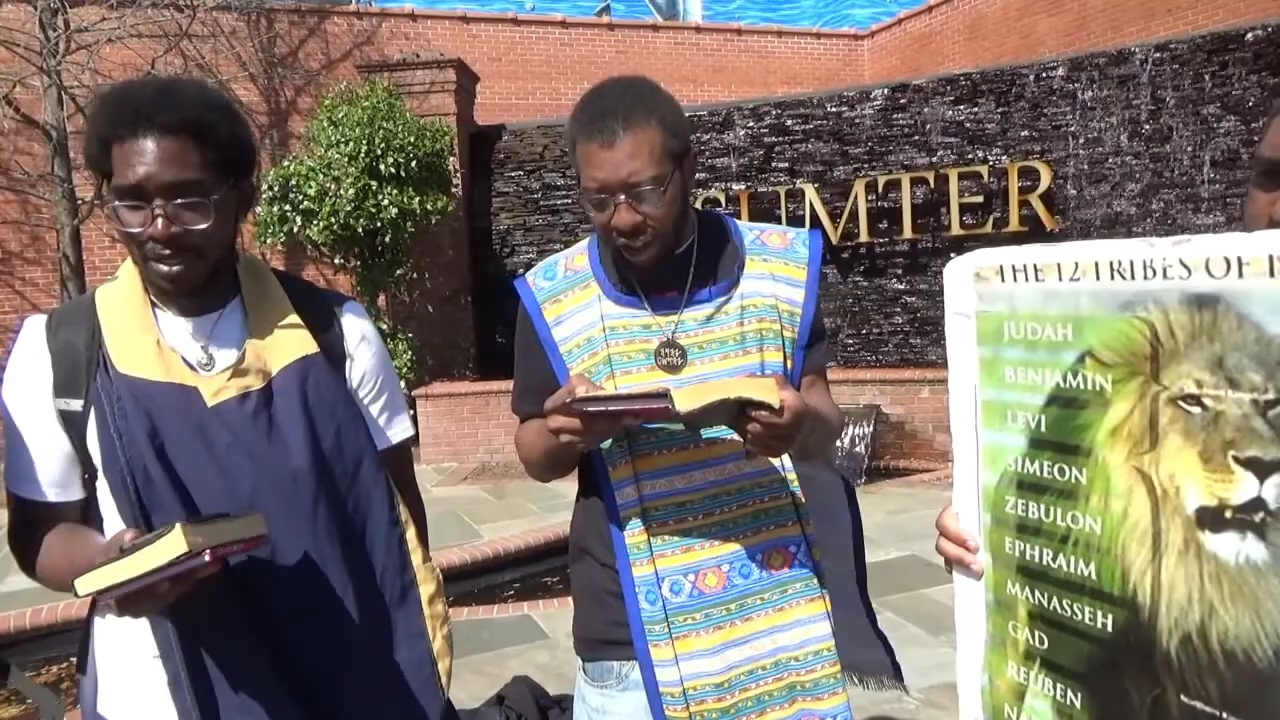 SUMTER
THE 12 TRIBES OF
JUDAH
BENJAMIN
LEVI
SIMEON
ZEBULON
EPHRAIM
MANASSEH
GAD
REUBEN